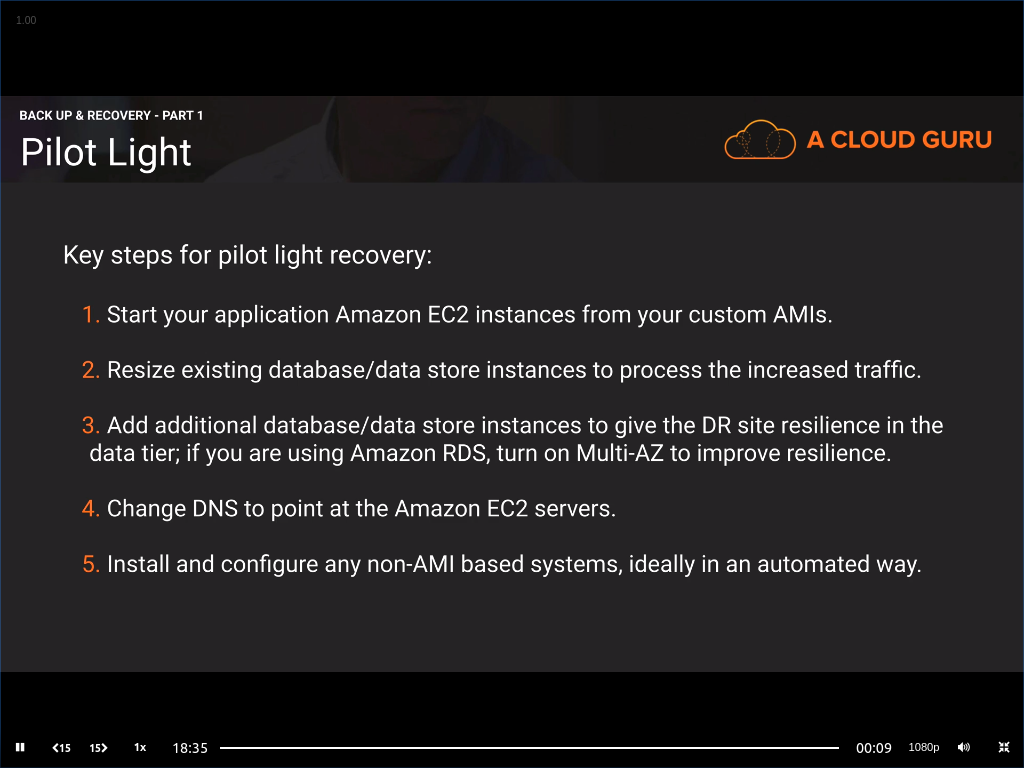 1.00
BACK UP & RECOVERY - PART 1
Pilot Light
A CLOUD GURU
Key steps for pilot light recovery:
1. Start your application Amazon EC2 instances from your custom AMIs.
2. Resize existing database/data store instances to process the increased traffic.
3. Add additional database/data store instances to give the DR site resilience in the
data tier; if you are using Amazon RDS, turn on Multi-AZ to improve resilience.
4. Change DNS to point at the Amazon EC2 servers.
5. Install and configure any non-AMI based systems, ideally in an automated way.
15 15 1x 18:35 00:09 1080p